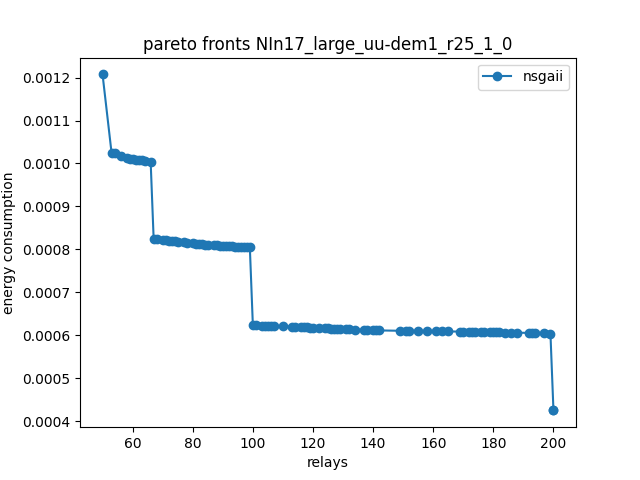 pareto fronts NIn17_large_uu-dem1_r25_1_0
nsgaii
energy consumption
0.0012
0.0011
0.0010
0.0009
0.0008
0.0007
0.0006
0.0005
0.0004
60 80 100 120 140 160 180 200
relays